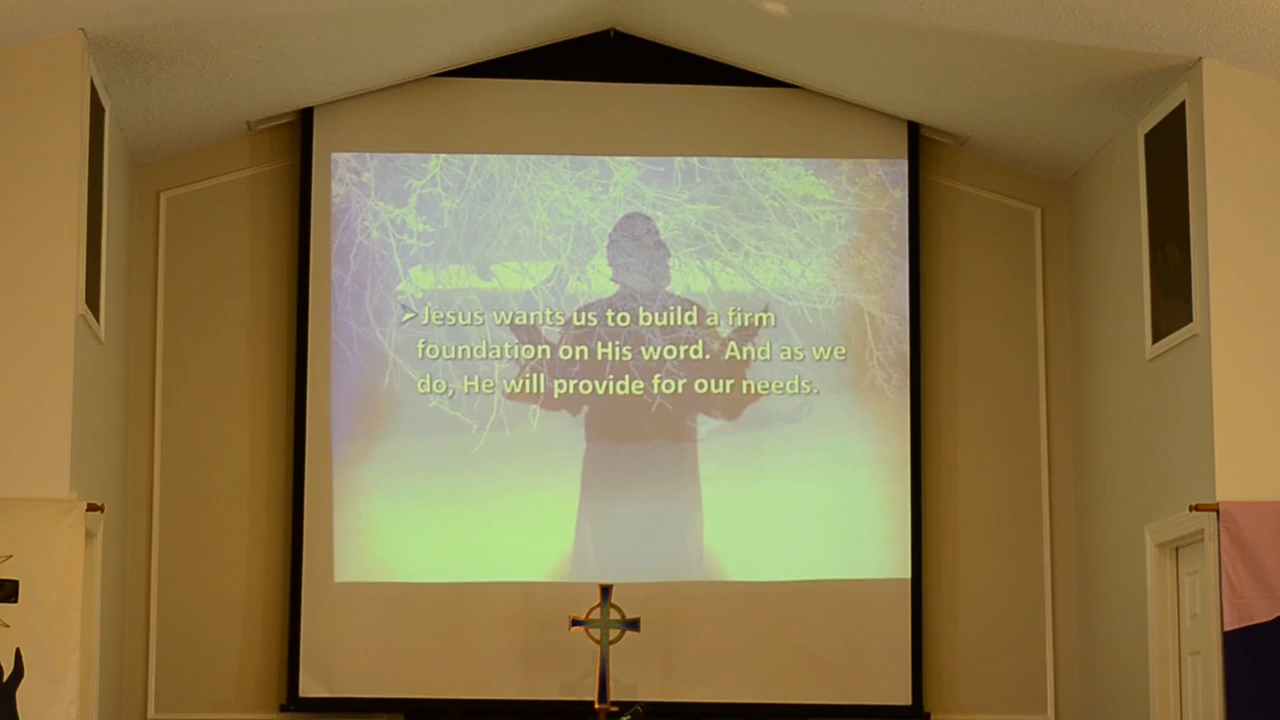 ➢Jesus wants us to build a firm
foundation on His word. And as we
do, He will provide for our needs.